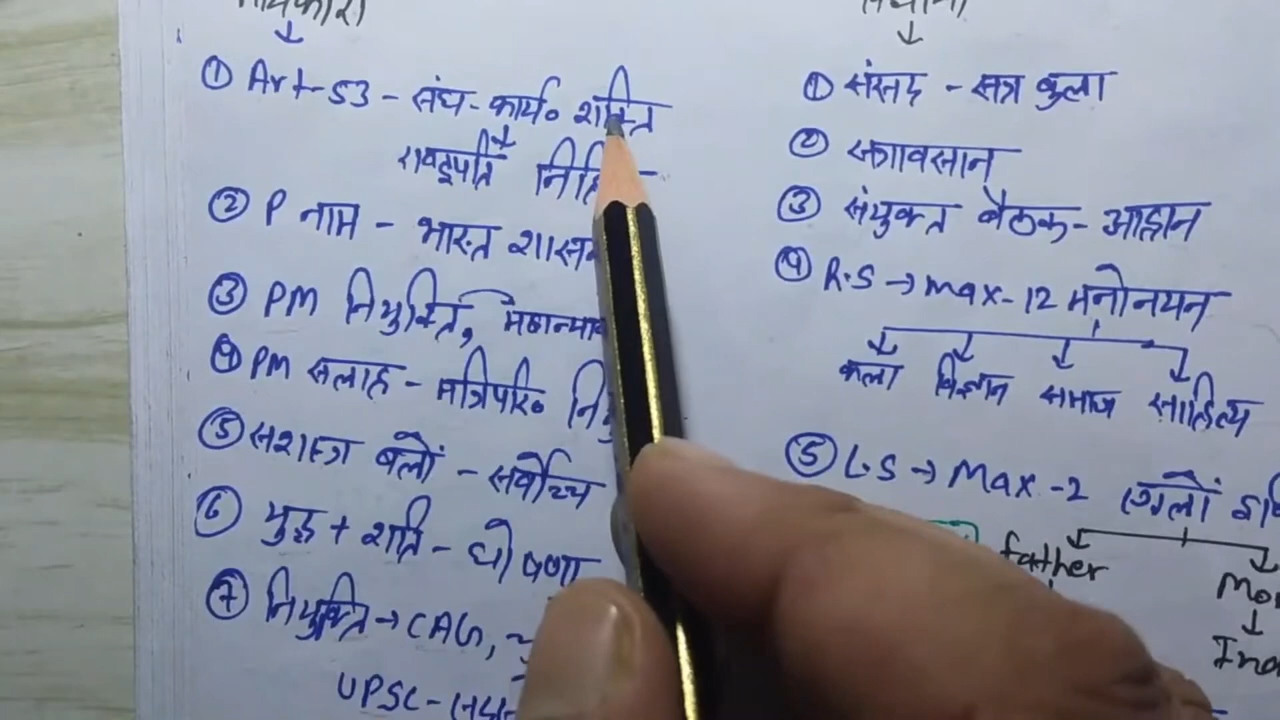 ① Art-53 - संघ-कार्य० शक्ति
↓
राष्ट्रपति निहि
② P नाम - भारत शासन
③ PM नियुक्ति,
④ PM सलाह - मंत्रिपरि०
⑤ सशस्त्र बलों - सर्वोच्च
⑥ युद्ध + शांति - घोषणा
⑦ नियुक्ति → CAG,
UPSC-
① संसद - सत्र बुला
② सत्रावसान
③ संयुक्त बैठक - आह्वान
④ R.S → max-12 मनोनयन
कला विज्ञान समाज साहित्य
⑤ L.S → Max -2 एंग्लों
father